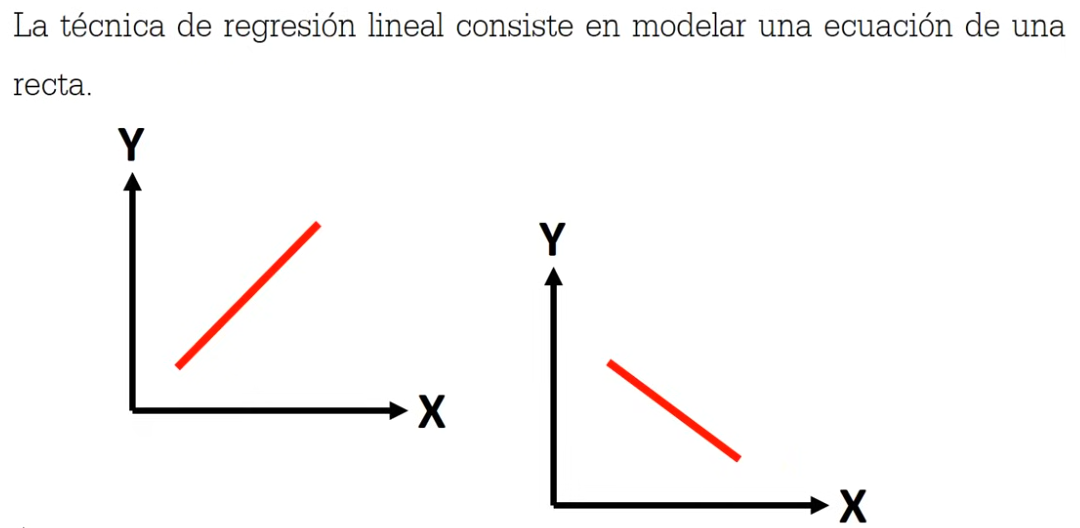 La técnica de regresión lineal consiste en modelar una ecuación de una
recta.
Y
X
Y
X